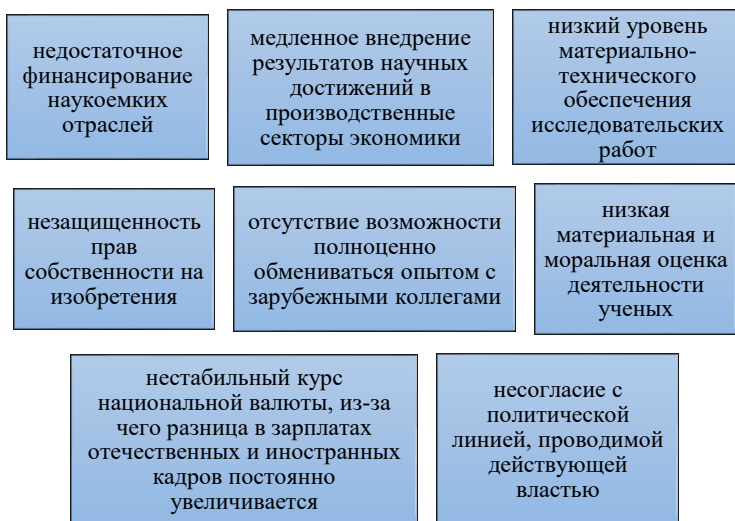 недостаточное
финансирование
наукоемких
отраслей
медленное внедрение
результатов научных
достижений в
производственные
секторы экономики
низкий уровень
материально-
технического
обеспечения
исследовательских
работ
незащищенность
прав
собственности на
изобретения
отсутствие возможности
полноценно
обмениваться опытом с
зарубежными коллегами
низкая
материальная и
моральная оценка
деятельности
ученых
нестабильный курс
национальной валюты, из-за
чего разница в зарплатах
отечественных и иностранных
кадров постоянно
увеличивается
несогласие с
политической
линией, проводимой
действующей
властью